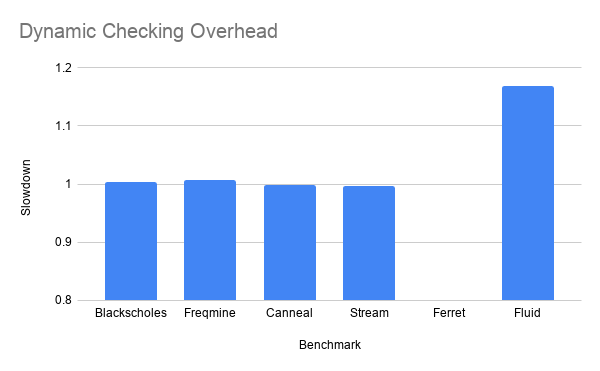 Dynamic Checking Overhead
1.2
1.1
1
0.9
0.8
Slowdown
Blackscholes Freqmine Canneal Stream Ferret Fluid
Benchmark